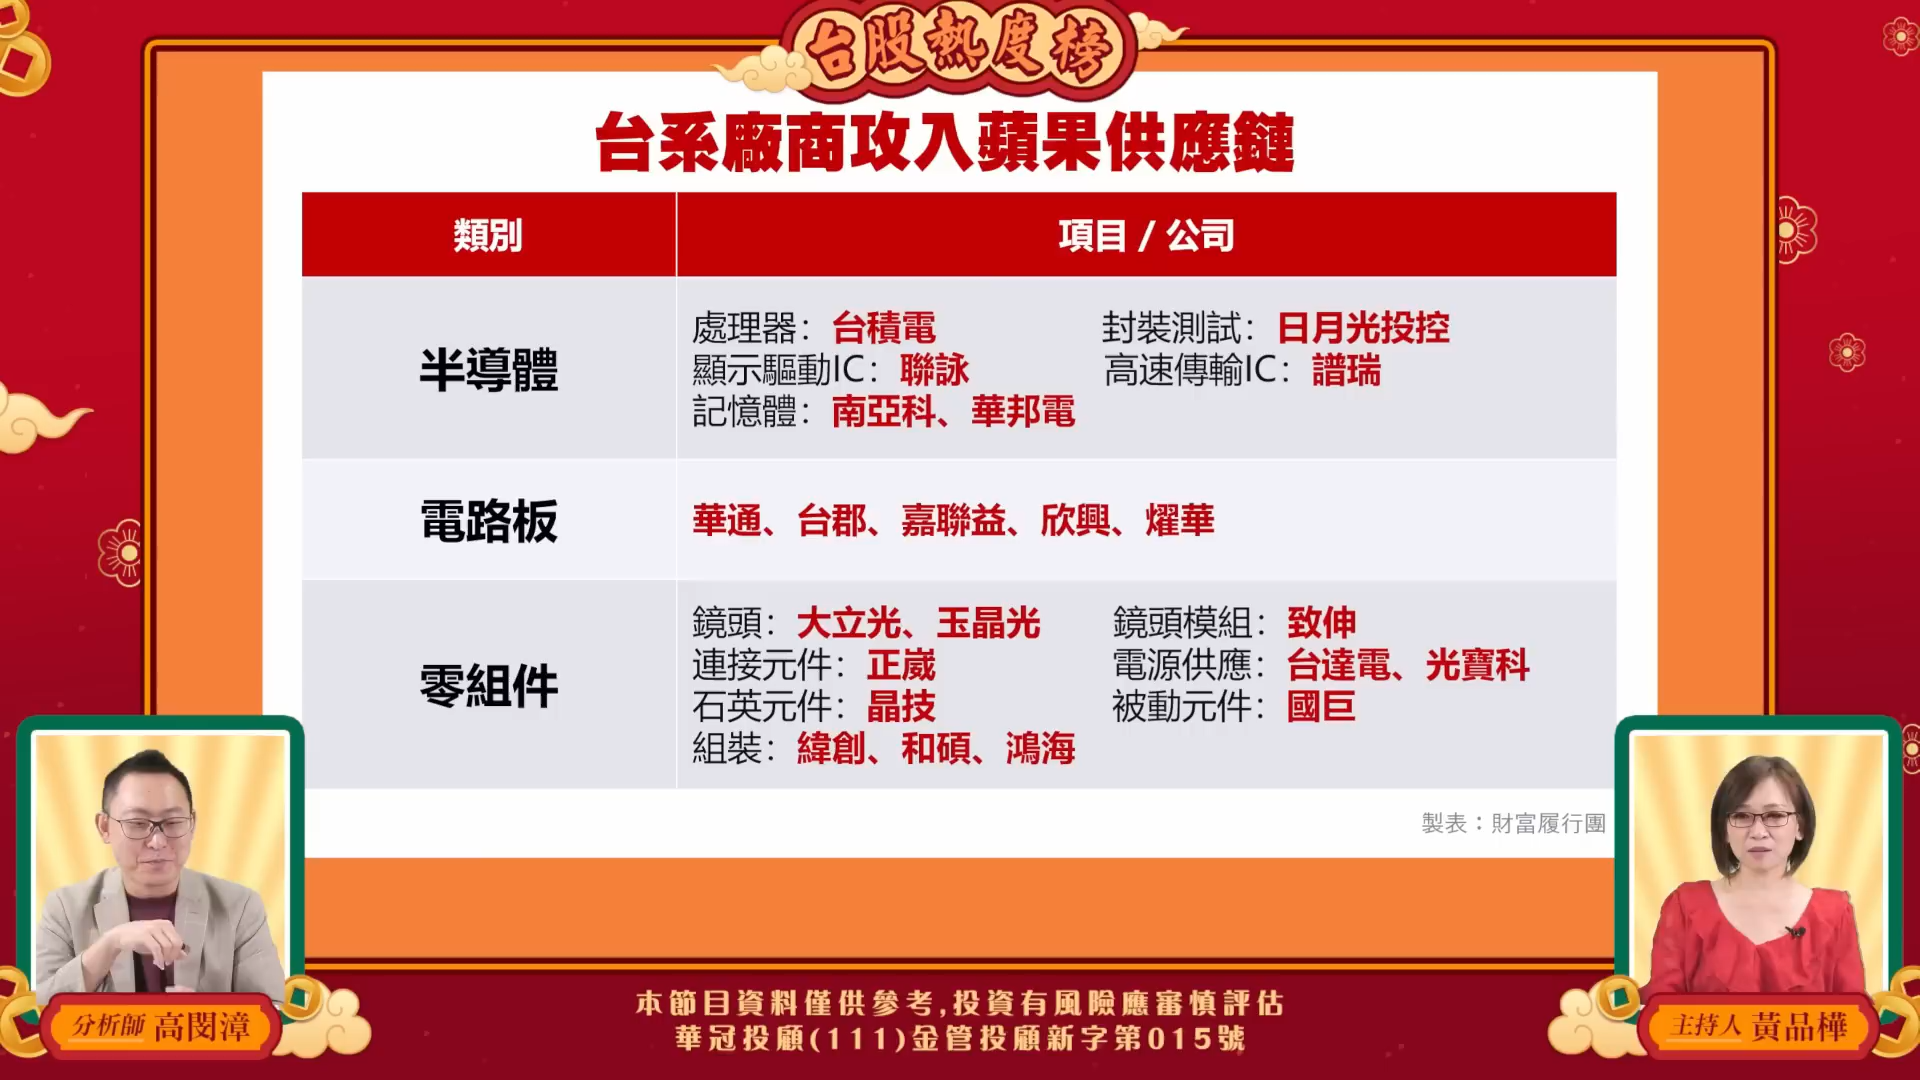 台股熱度榜
台系廠商攻入蘋果供應鏈
類別
項目 / 公司
半導體
處理器：台積電
封裝測試：日月光投控
顯示驅動IC：聯詠
高速傳輸IC：譜瑞
記憶體：南亞科、華邦電
電路板
華通、台郡、嘉聯益、欣興、燿華
零組件
鏡頭：大立光、玉晶光
鏡頭模組：致伸
連接元件：正崴
電源供應：台達電、光寶科
石英元件：晶技
被動元件：國巨
組裝：緯創、和碩、鴻海
製表：財富履行團
分析師 高閔漳
主持人 黃品樺
本節目資料僅供參考,投資有風險應審慎評估
華冠投顧(111)金管投顧新字第015號